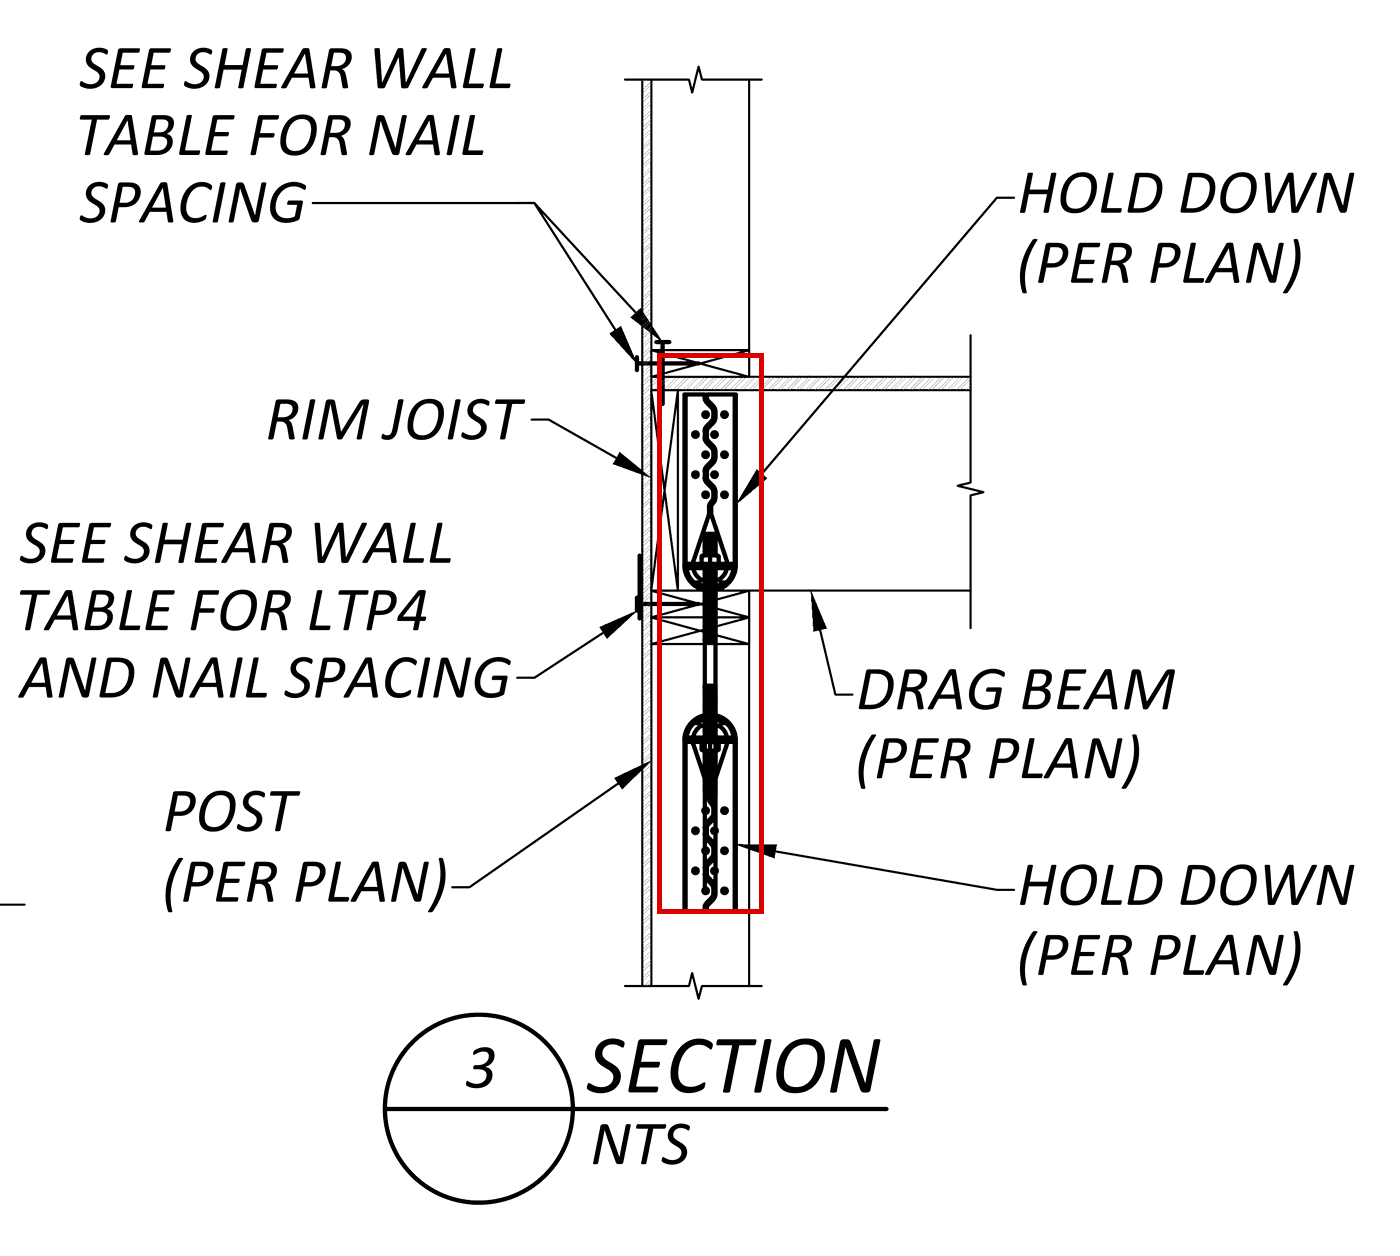 SEE SHEAR WALL
TABLE FOR NAIL
SPACING
HOLD DOWN
(PER PLAN)
RIM JOIST
SEE SHEAR WALL
TABLE FOR LTP4
AND NAIL SPACING
DRAG BEAM
(PER PLAN)
POST
(PER PLAN)
HOLD DOWN
(PER PLAN)
3
SECTION
NTS